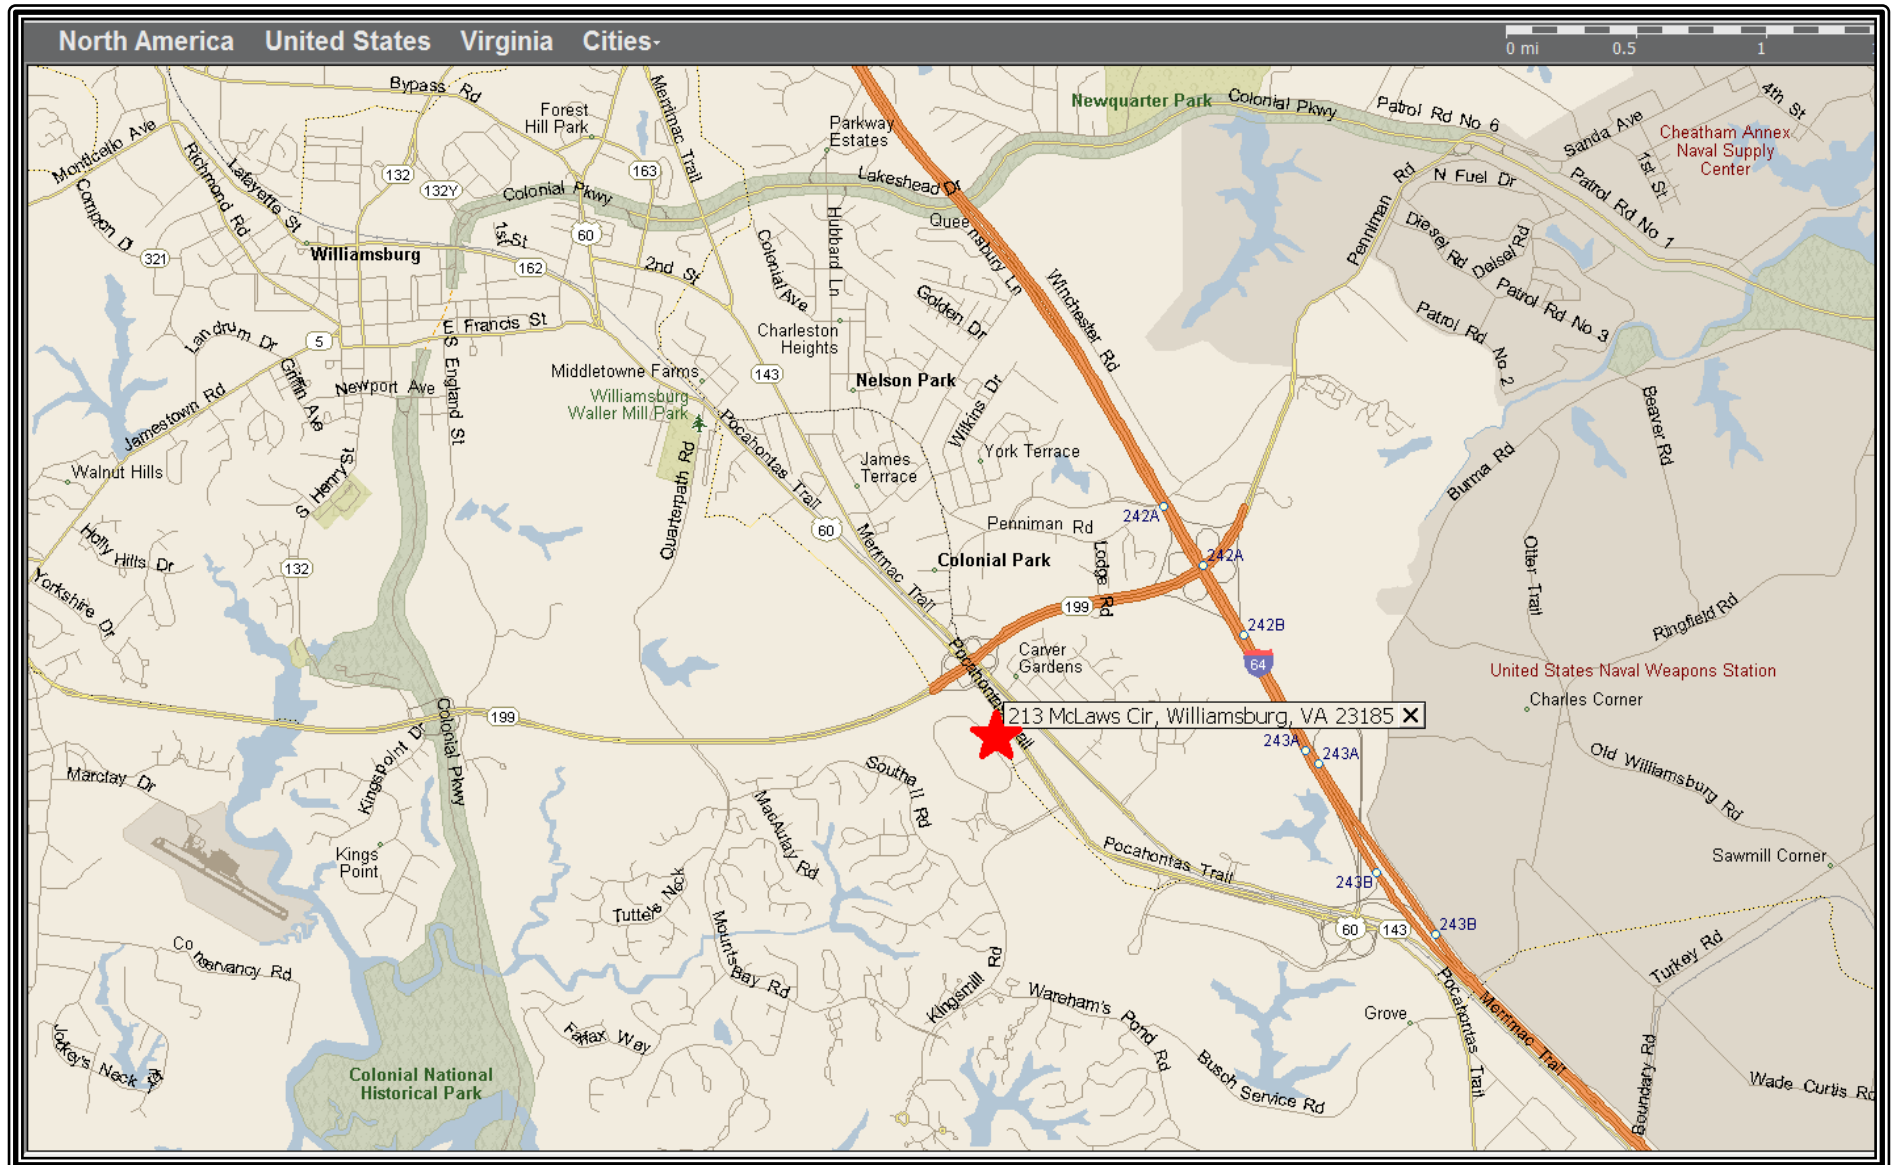 North America United States Virginia Cities
0 mi 0.5 1
Bypass Rd
Merrimac Trail
Forest
Hill Park
Parkway
Estates
Newquarter Park
Colonial Pkwy
Patrol Rd No 6
4th St
Sanda Ave
1st St
Cheatham Annex
Naval Supply
Center
Monticello Ave
Richmond Rd
Lafayette St
132
132Y
163
Colonial Pkwy
Lakeshead Dr
Queensbury Ln
Penniman Rd
N Fuel Dr
Patrol Rd No 1
Diesel Rd
Deisel Rd
Patrol Rd No 3
Patrol Rd No 2
321
Williamsburg
1st St
60
162
2nd St
Colonial Ave
Hubbard Ln
Golden Dr
Winchester Rd
Landrum Dr
5
E Francis St
S England St
Charleston
Heights
Griffin Ave
Newport Ave
Middletowne Farms
Williamsburg
Waller Mill Park
143
Nelson Park
Wilkins Dr
Jamestown Rd
Walnut Hills
S Henry St
Quarterpath Rd
Pocahontas Trail
James
Terrace
York Terrace
Beaver Rd
Burma Rd
Holly Hills Dr
132
60
Merrimac Trail
Penniman Rd
Lodge Rd
242A
242A
Colonial Park
199
242B
64
Otter Trail
Ringfield Rd
Yorkshire Dr
Carver
Gardens
United States Naval Weapons Station
Charles Corner
Pocahontas Trail
213 McLaws Cir, Williamsburg, VA 23185
199
Colonial Pkwy
Kingspoint Dr
243A
243A
Old Williamsburg Rd
Marclay Dr
Southall Rd
MacAulay Rd
Kings
Point
Pocahontas Trail
Sawmill Corner
243B
243B
Mounts Bay Rd
60
143
Conservancy Rd
Kingsmill Rd
Wareham's Pond Rd
Turkey Rd
Grove
Pocahontas Trail
Merrimac Trail
Busch Service Rd
Boundary Rd
Wade Curtis Rd
Colonial National
Historical Park